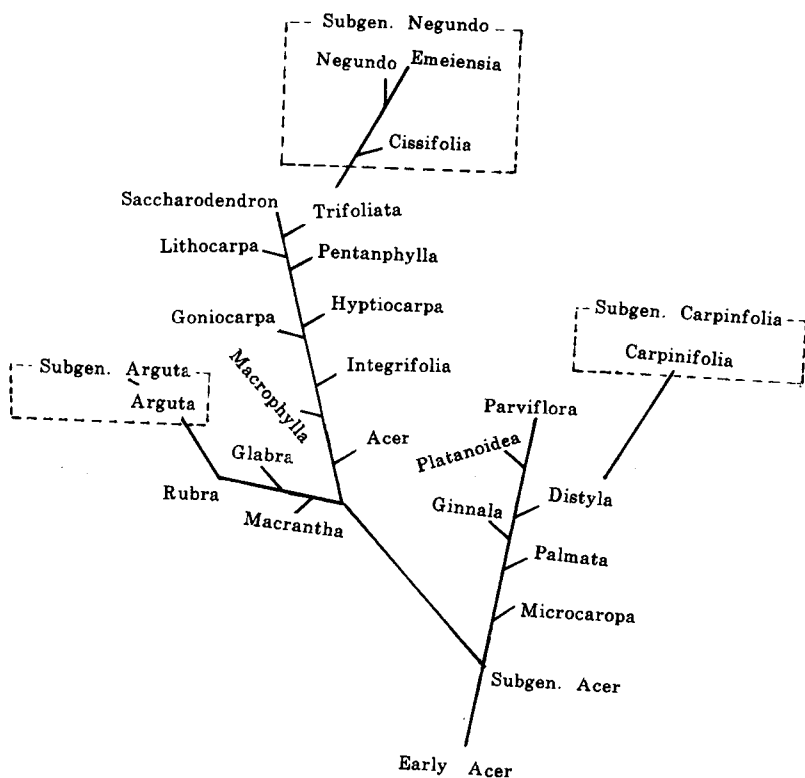 Subgen. Negundo
Negundo
Emeiensia
Cissifolia
Saccharodendron
Trifoliata
Lithocarpa
Pentanphylla
Goniocarpa
Hyptiocarpa
Subgen. Carpinfolia
Carpinifolia
Subgen. Arguta
Arguta
Macrophylla
Integrifolia
Parviflora
Glabra
Acer
Platanoidea
Rubra
Macrantha
Ginnala
Distyla
Palmata
Microcaropa
Subgen. Acer
Early Acer